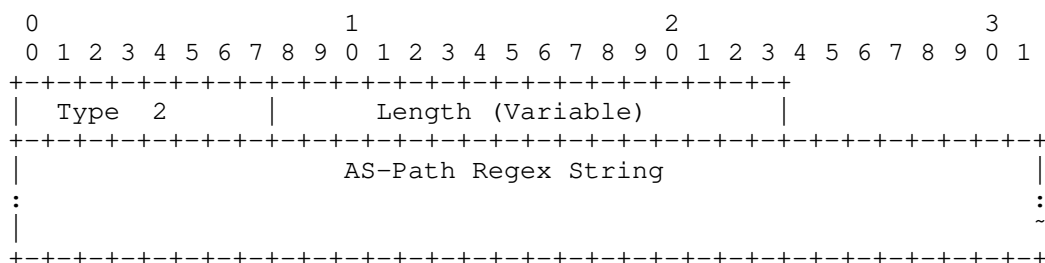 0                   1                   2                   3
 0 1 2 3 4 5 6 7 8 9 0 1 2 3 4 5 6 7 8 9 0 1 2 3 4 5 6 7 8 9 0 1
+-+-+-+-+-+-+-+-+-+-+-+-+-+-+-+-+-+-+-+-+-+-+-+-+
|  Type  2      |      Length (Variable)        |
+-+-+-+-+-+-+-+-+-+-+-+-+-+-+-+-+-+-+-+-+-+-+-+-+-+-+-+-+-+-+-+-+
|                    AS-Path Regex String                       |
:                                                               :
|                                                               ~
+-+-+-+-+-+-+-+-+-+-+-+-+-+-+-+-+-+-+-+-+-+-+-+-+-+-+-+-+-+-+-+-+